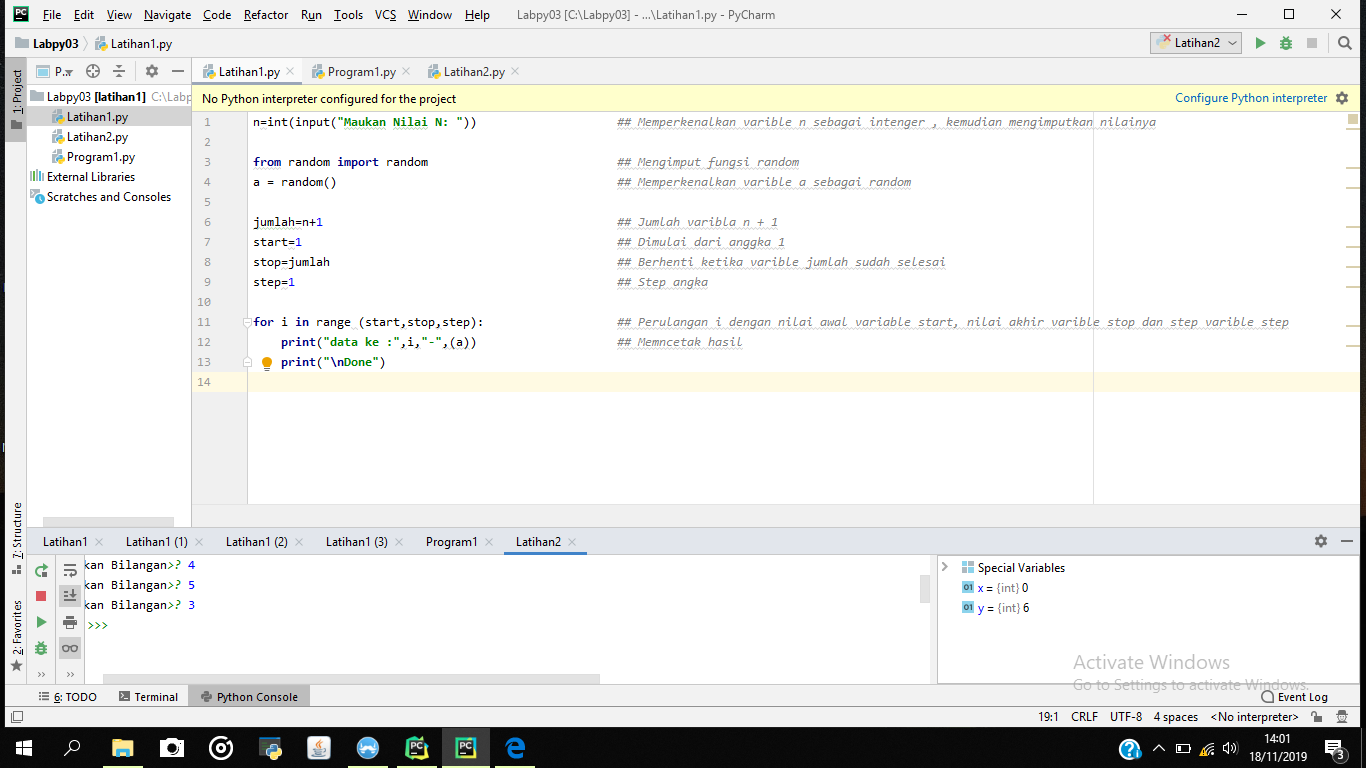 File Edit View Navigate Code Refactor Run Tools VCS Window Help Labpy03 [C:\Labpy03] - ...\Latihan1.py - PyCharm
Labpy03 Latihan1.py Latihan2
1: Project
P.. Latihan1.py Program1.py Latihan2.py
Labpy03 [latihan1] C:\Labp
Latihan1.py
Latihan2.py
Program1.py
External Libraries
Scratches and Consoles
No Python interpreter configured for the project Configure Python interpreter
1 n=int(input("Maukan Nilai N: ")) ## Memperkenalkan varible n sebagai intenger , kemudian mengimputkan nilainya
2
3 from random import random ## Mengimput fungsi random
4 a = random() ## Memperkenalkan varible a sebagai random
5
6 jumlah=n+1 ## Jumlah varibla n + 1
7 start=1 ## Dimulai dari anggka 1
8 stop=jumlah ## Berhenti ketika varible jumlah sudah selesai
9 step=1 ## Step angka
10
11 for i in range (start,stop,step): ## Perulangan i dengan nilai awal variable start, nilai akhir varible stop dan step varible step
12 print("data ke :",i,"-",(a)) ## Memncetak hasil
13 print("\nDone")
14
7: Structure
2: Favorites
Latihan1 Latihan1 (1) Latihan1 (2) Latihan1 (3) Program1 Latihan2
kan Bilangan>? 4
kan Bilangan>? 5
kan Bilangan>? 3
>>>
Special Variables
x = {int} 0
y = {int} 6
Activate Windows
Go to Settings to activate Windows.
6: TODO Terminal Python Console Event Log
19:1 CRLF UTF-8 4 spaces <No interpreter>
14:01
18/11/2019
3